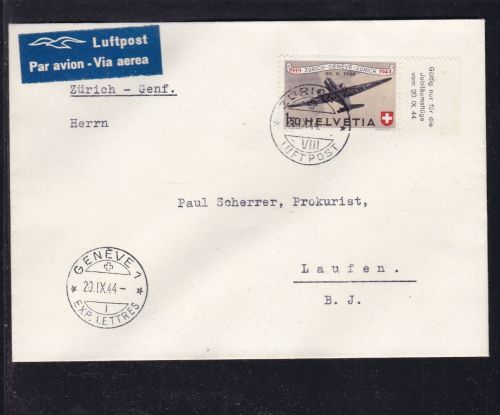 Luftpost
Par avion - Via aerea
Zürich - Genf.
Herrn
1919 ZÜRICH-GENÈVE-ZÜRICH 1944
20. 9. 1944
HELVETIA
Gültig nur für die
Jubiläumsflüge
vom 20 IX. 44
ZÜRICH
VIII
LUFTPOST
Paul Scherrer, Prokurist,
Laufen.
B. J.
GENÈVE 1
20.IX.44
I
EXP. LETTRES